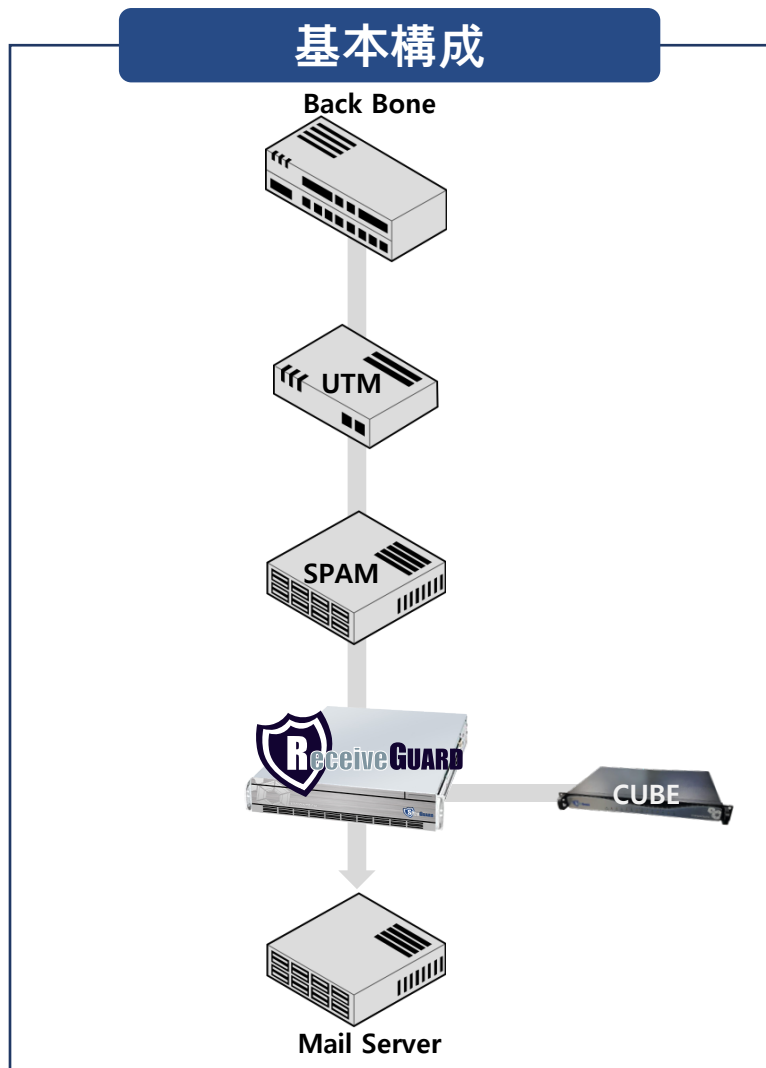 基本構成
Back Bone
UTM
SPAM
ReceiveGUARD
CUBE
Mail Server